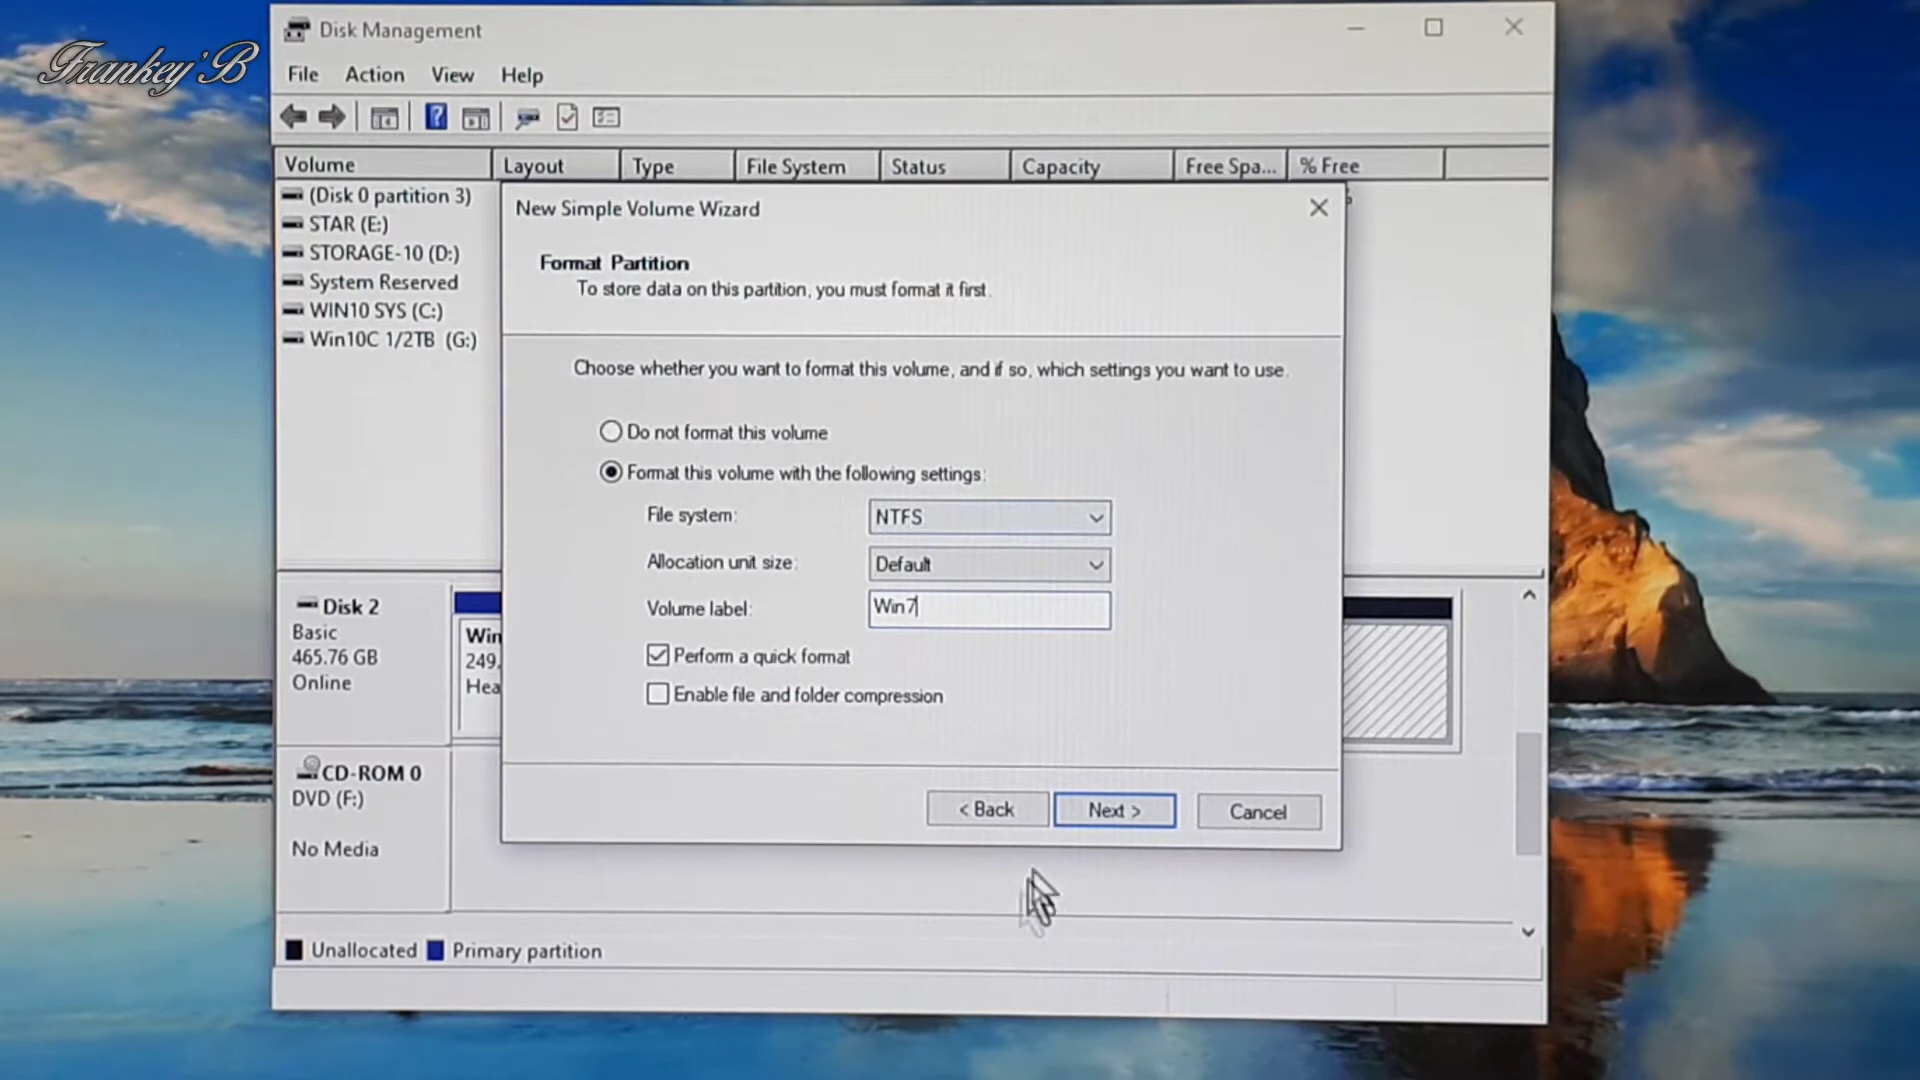 Frankey'B
Disk Management
File Action View Help
Volume Layout Type File System Status Capacity Free Spa... % Free
(Disk 0 partition 3)
STAR (E:)
STORAGE-10 (D:)
System Reserved
WIN10 SYS (C:)
Win10C 1/2TB (G:)
New Simple Volume Wizard
Format Partition
To store data on this partition, you must format it first.
Choose whether you want to format this volume, and if so, which settings you want to use.
Do not format this volume
Format this volume with the following settings:
File system: NTFS
Allocation unit size: Default
Volume label: Win7
Perform a quick format
Enable file and folder compression
< Back Next > Cancel
Disk 2
Basic
465.76 GB
Online
Win
249.
Hea
CD-ROM 0
DVD (F:)
No Media
Unallocated Primary partition